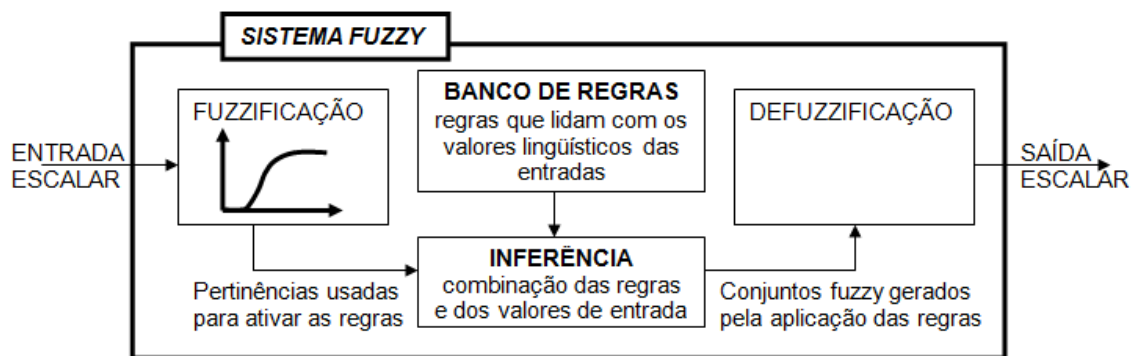 SISTEMA FUZZY
ENTRADA
ESCALAR
FUZZIFICAÇÃO
BANCO DE REGRAS
regras que lidam com os
valores lingüísticos das
entradas
DEFUZZIFICAÇÃO
SAÍDA
ESCALAR
Pertinências usadas
para ativar as regras
INFERÊNCIA
combinação das regras
e dos valores de entrada
Conjuntos fuzzy gerados
pela aplicação das regras